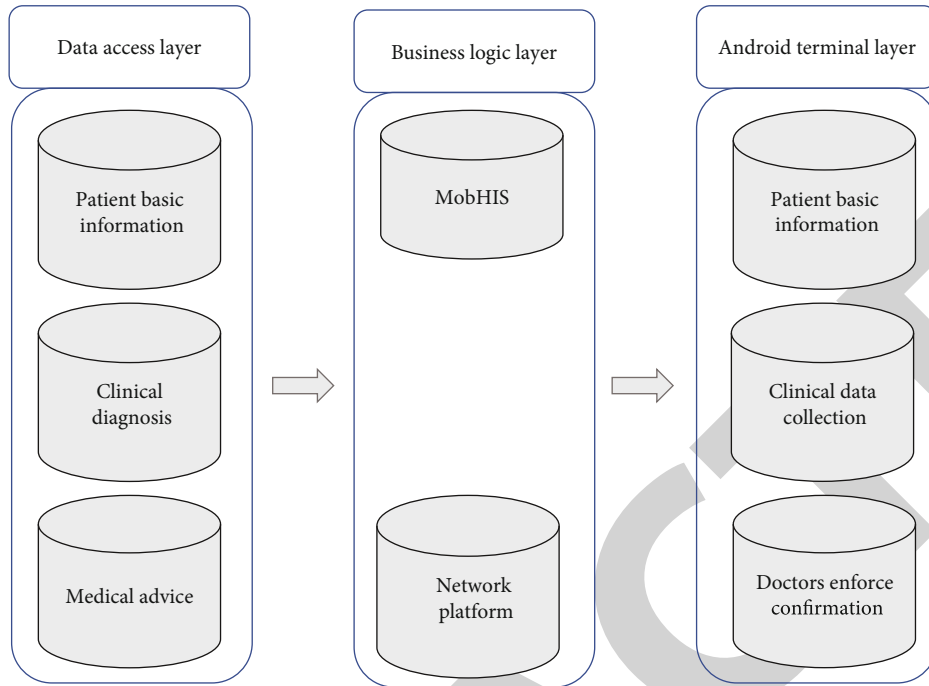 Data access layer
Business logic layer
Android terminal layer
Patient basic
information
Clinical
diagnosis
Medical advice
MobHIS
Network
platform
Patient basic
information
Clinical data
collection
Doctors enforce
confirmation